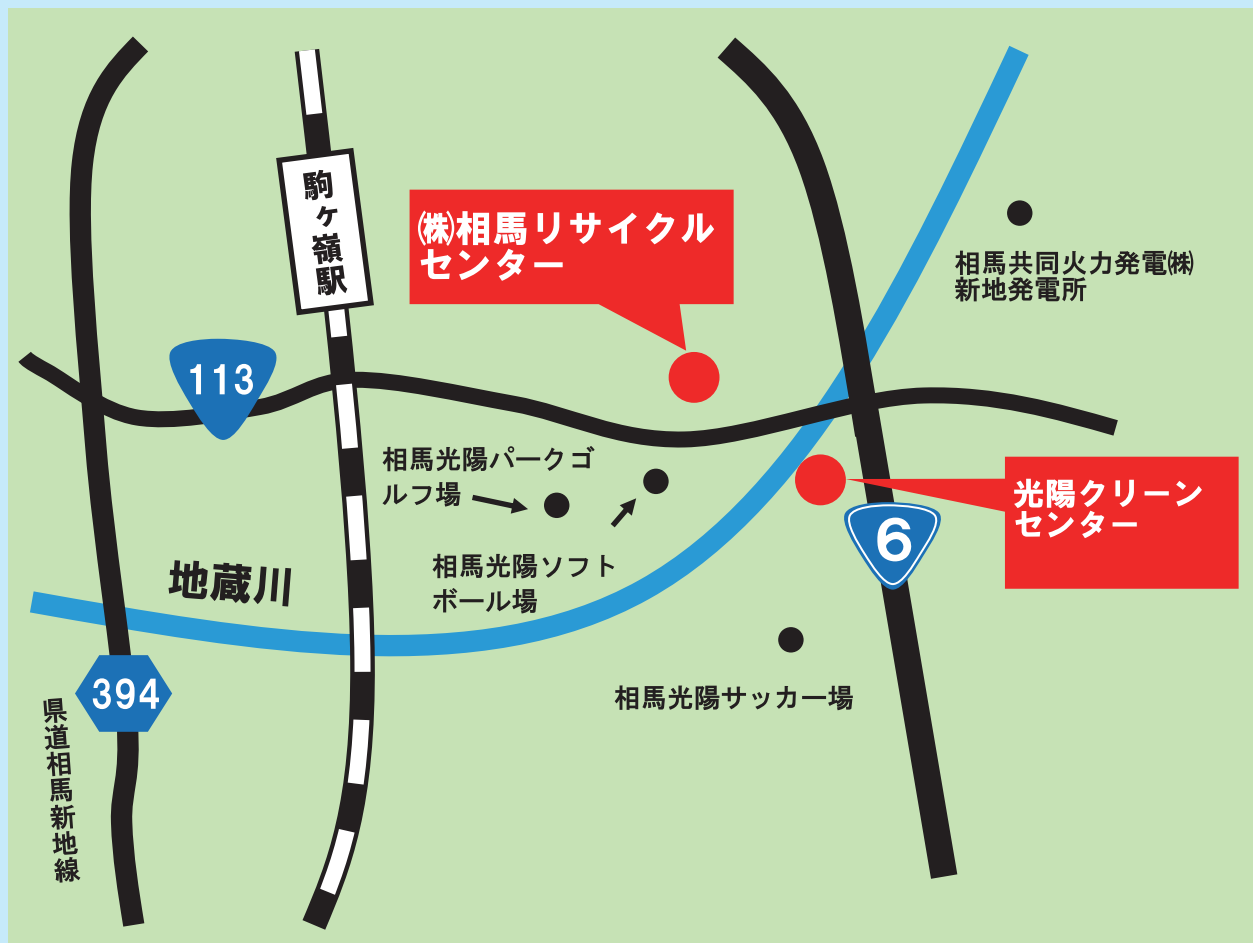 駒ヶ嶺駅
㈱相馬リサイクル
センター
相馬共同火力発電㈱
新地発電所
113
相馬光陽パークゴ
ルフ場
相馬光陽ソフト
ボール場
光陽クリーン
センター
6
地蔵川
394
県道相馬新地線
相馬光陽サッカー場